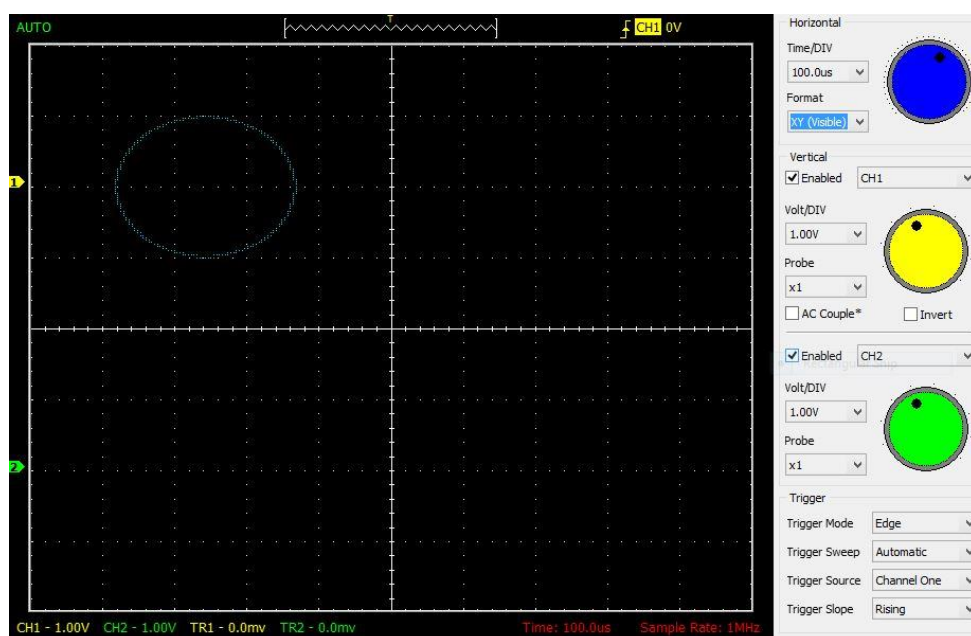 AUTO T CH1 0V
1
2
CH1 - 1.00V CH2 - 1.00V TR1 - 0.0mv TR2 - 0.0mv Time: 100.0us Sample Rate: 1MHz
Horizontal
Time/DIV
100.0us
Format
XY (Visible)
Vertical
Enabled CH1
Volt/DIV
1.00V
Probe
x1
AC Couple* Invert
Enabled CH2
Volt/DIV
1.00V
Probe
x1
Trigger
Trigger Mode Edge
Trigger Sweep Automatic
Trigger Source Channel One
Trigger Slope Rising